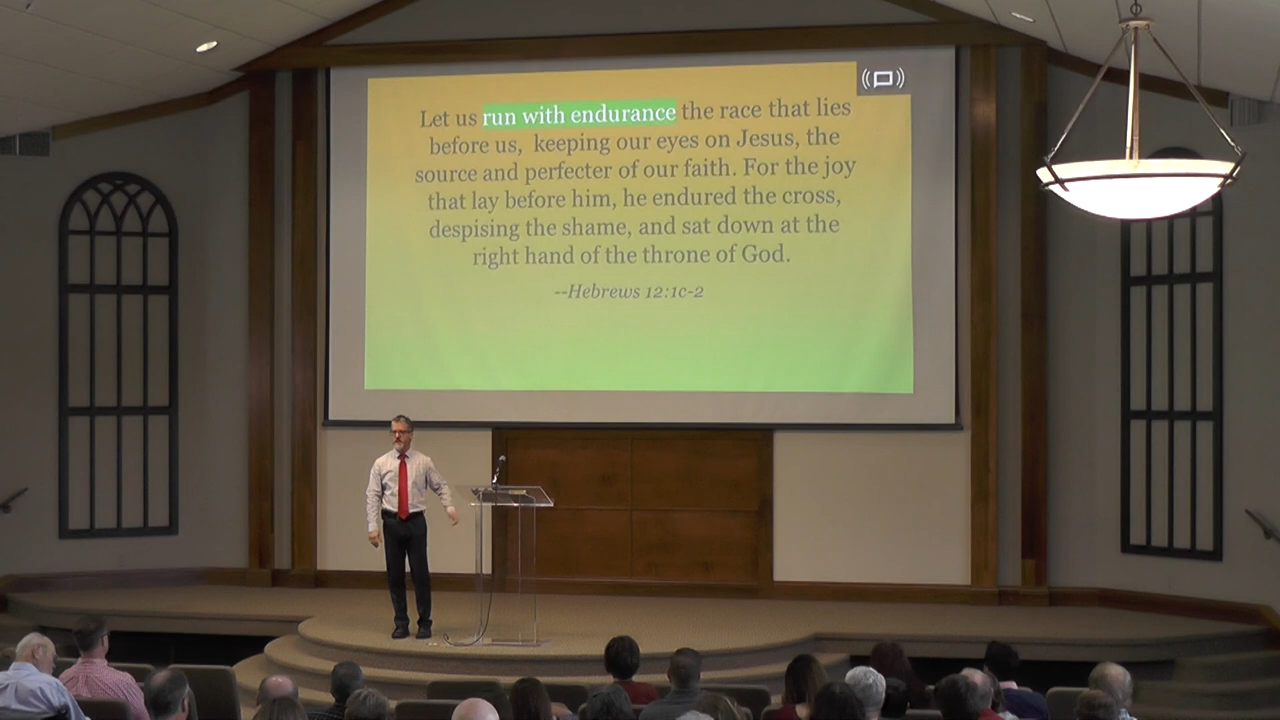 Let us run with endurance the race that lies
before us, keeping our eyes on Jesus, the
source and perfecter of our faith. For the joy
that lay before him, he endured the cross,
despising the shame, and sat down at the
right hand of the throne of God.
--Hebrews 12:1c-2